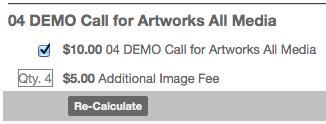 04 DEMO Call for Artworks All Media
$10.00 04 DEMO Call for Artworks All Media
Qty. 4 $5.00 Additional Image Fee
Re-Calculate